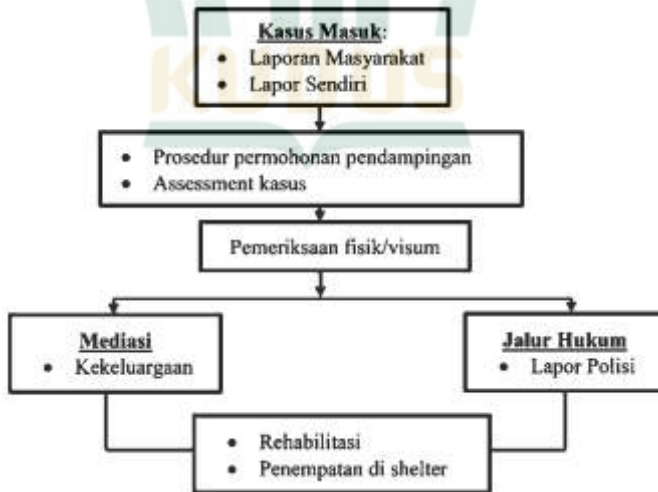 KUDUS
Kasus Masuk:
• Laporan Masyarakat
• Lapor Sendiri
• Prosedur permohonan pendampingan
• Assessment kasus
Pemeriksaan fisik/visum
Mediasi
• Kekeluargaan
Jalur Hukum
• Lapor Polisi
• Rehabilitasi
• Penempatan di shelter